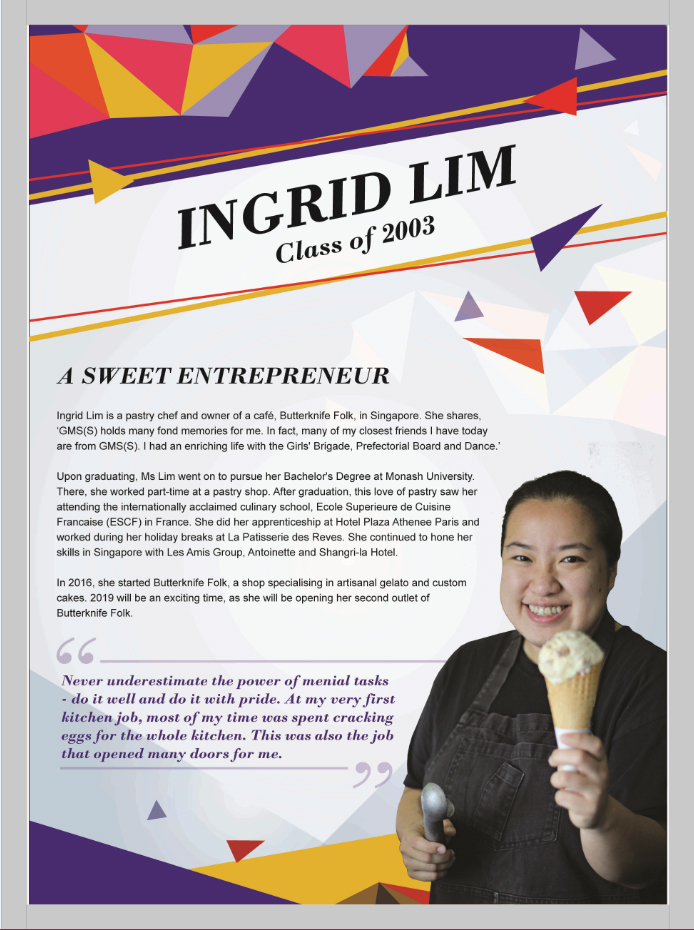 INGRID LIM
Class of 2003
A SWEET ENTREPRENEUR
Ingrid Lim is a pastry chef and owner of a café, Butterknife Folk, in Singapore. She shares,
‘GMS(S) holds many fond memories for me. In fact, many of my closest friends I have today
are from GMS(S). I had an enriching life with the Girls' Brigade, Prefectorial Board and Dance.’
Upon graduating, Ms Lim went on to pursue her Bachelor's Degree at Monash University.
There, she worked part-time at a pastry shop. After graduation, this love of pastry saw her
attending the internationally acclaimed culinary school, Ecole Superieure de Cuisine
Francaise (ESCF) in France. She did her apprenticeship at Hotel Plaza Athenee Paris and
worked during her holiday breaks at La Patisserie des Reves. She continued to hone her
skills in Singapore with Les Amis Group, Antoinette and Shangri-la Hotel.
In 2016, she started Butterknife Folk, a shop specialising in artisanal gelato and custom
cakes. 2019 will be an exciting time, as she will be opening her second outlet of
Butterknife Folk.
“
Never underestimate the power of menial tasks
- do it well and do it with pride. At my very first
kitchen job, most of my time was spent cracking
eggs for the whole kitchen. This was also the job
that opened many doors for me.
”